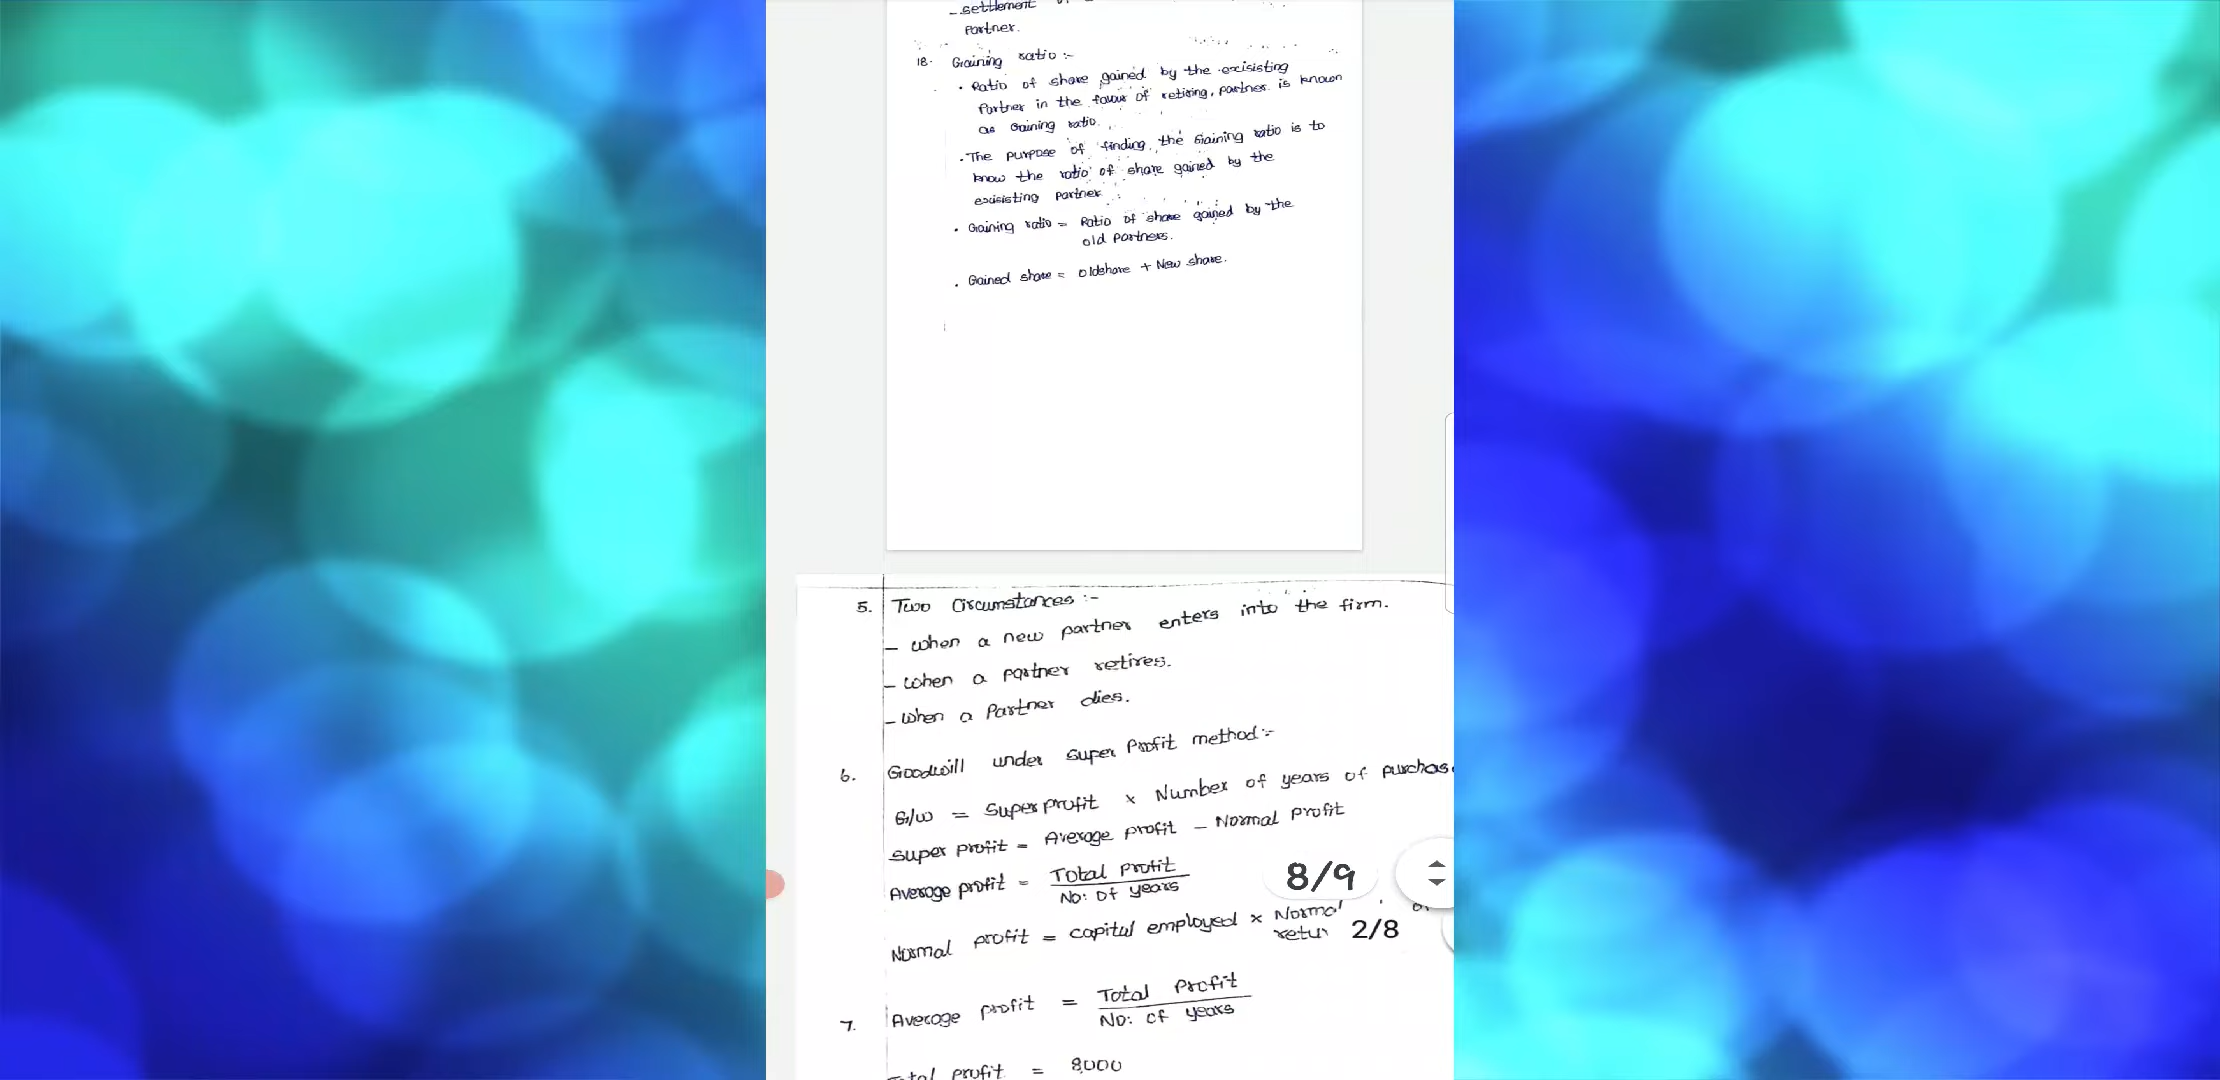 - settlement
Partner.
18. Gaining ratio :-
• Ratio of share gained by the exisisting
Partner in the favour of retiring, partner is known
as Gaining ratio.
• The purpose of finding the Gaining ratio is to
know the ratio of share gained by the
exisisting partner
• Gaining ratio = Ratio of share gained by the
old partners.
• Gained share = oldshare + New share.
5. Two Circumstances :-
- when a new partner enters into the firm.
- when a partner retires.
- when a Partner dies.
6. Goodwill under super Profit method :-
G/w = Super profit × Number of years of purchas
super profit = Average profit - Normal profit
Average profit = Total profit
No: of years
8/9
Normal profit = capital employed × Normal
retur 2/8
7. Average profit = Total Profit
No: of years
tal profit = 8000